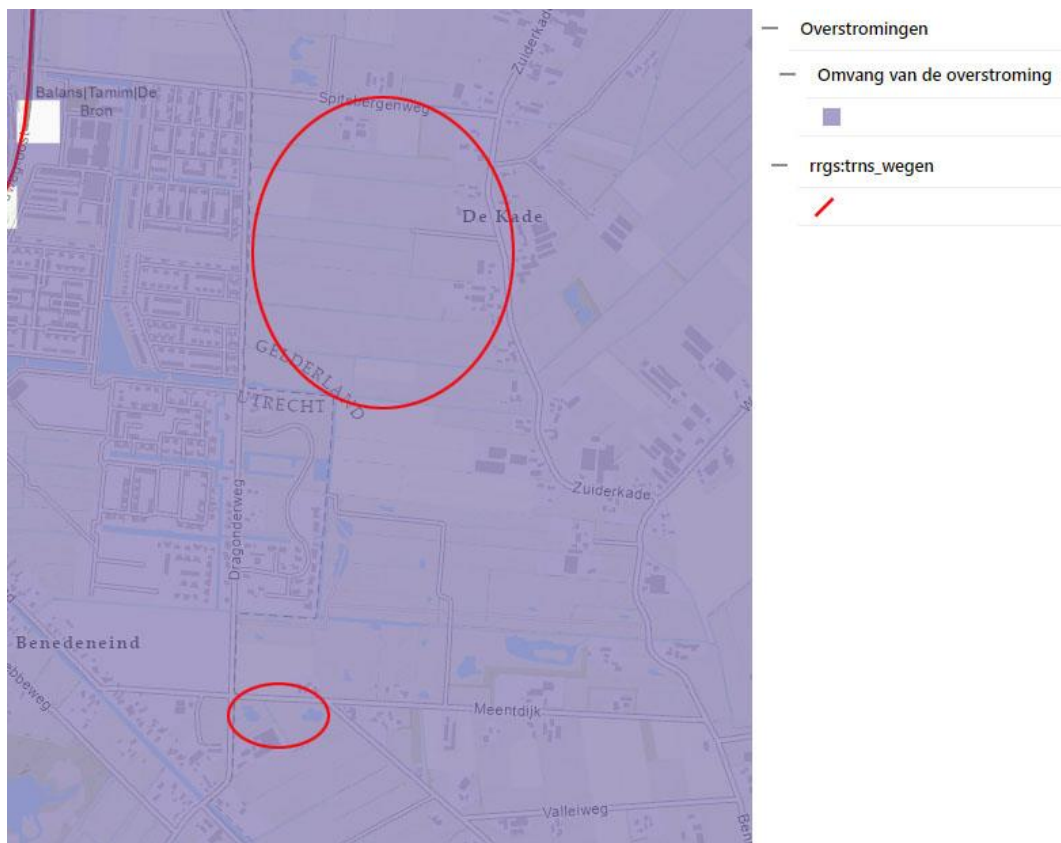 Overstromingen
Omvang van de overstroming
rrgs:trns_wegen
Balans|Tamim|De
Bron
Spitsbergenweg
Zuiderkade
De Kade
GELDERLAND
UTRECHT
Zuiderkade
Dragonderweg
Benedeneind
Meentdijk
Valleiweg